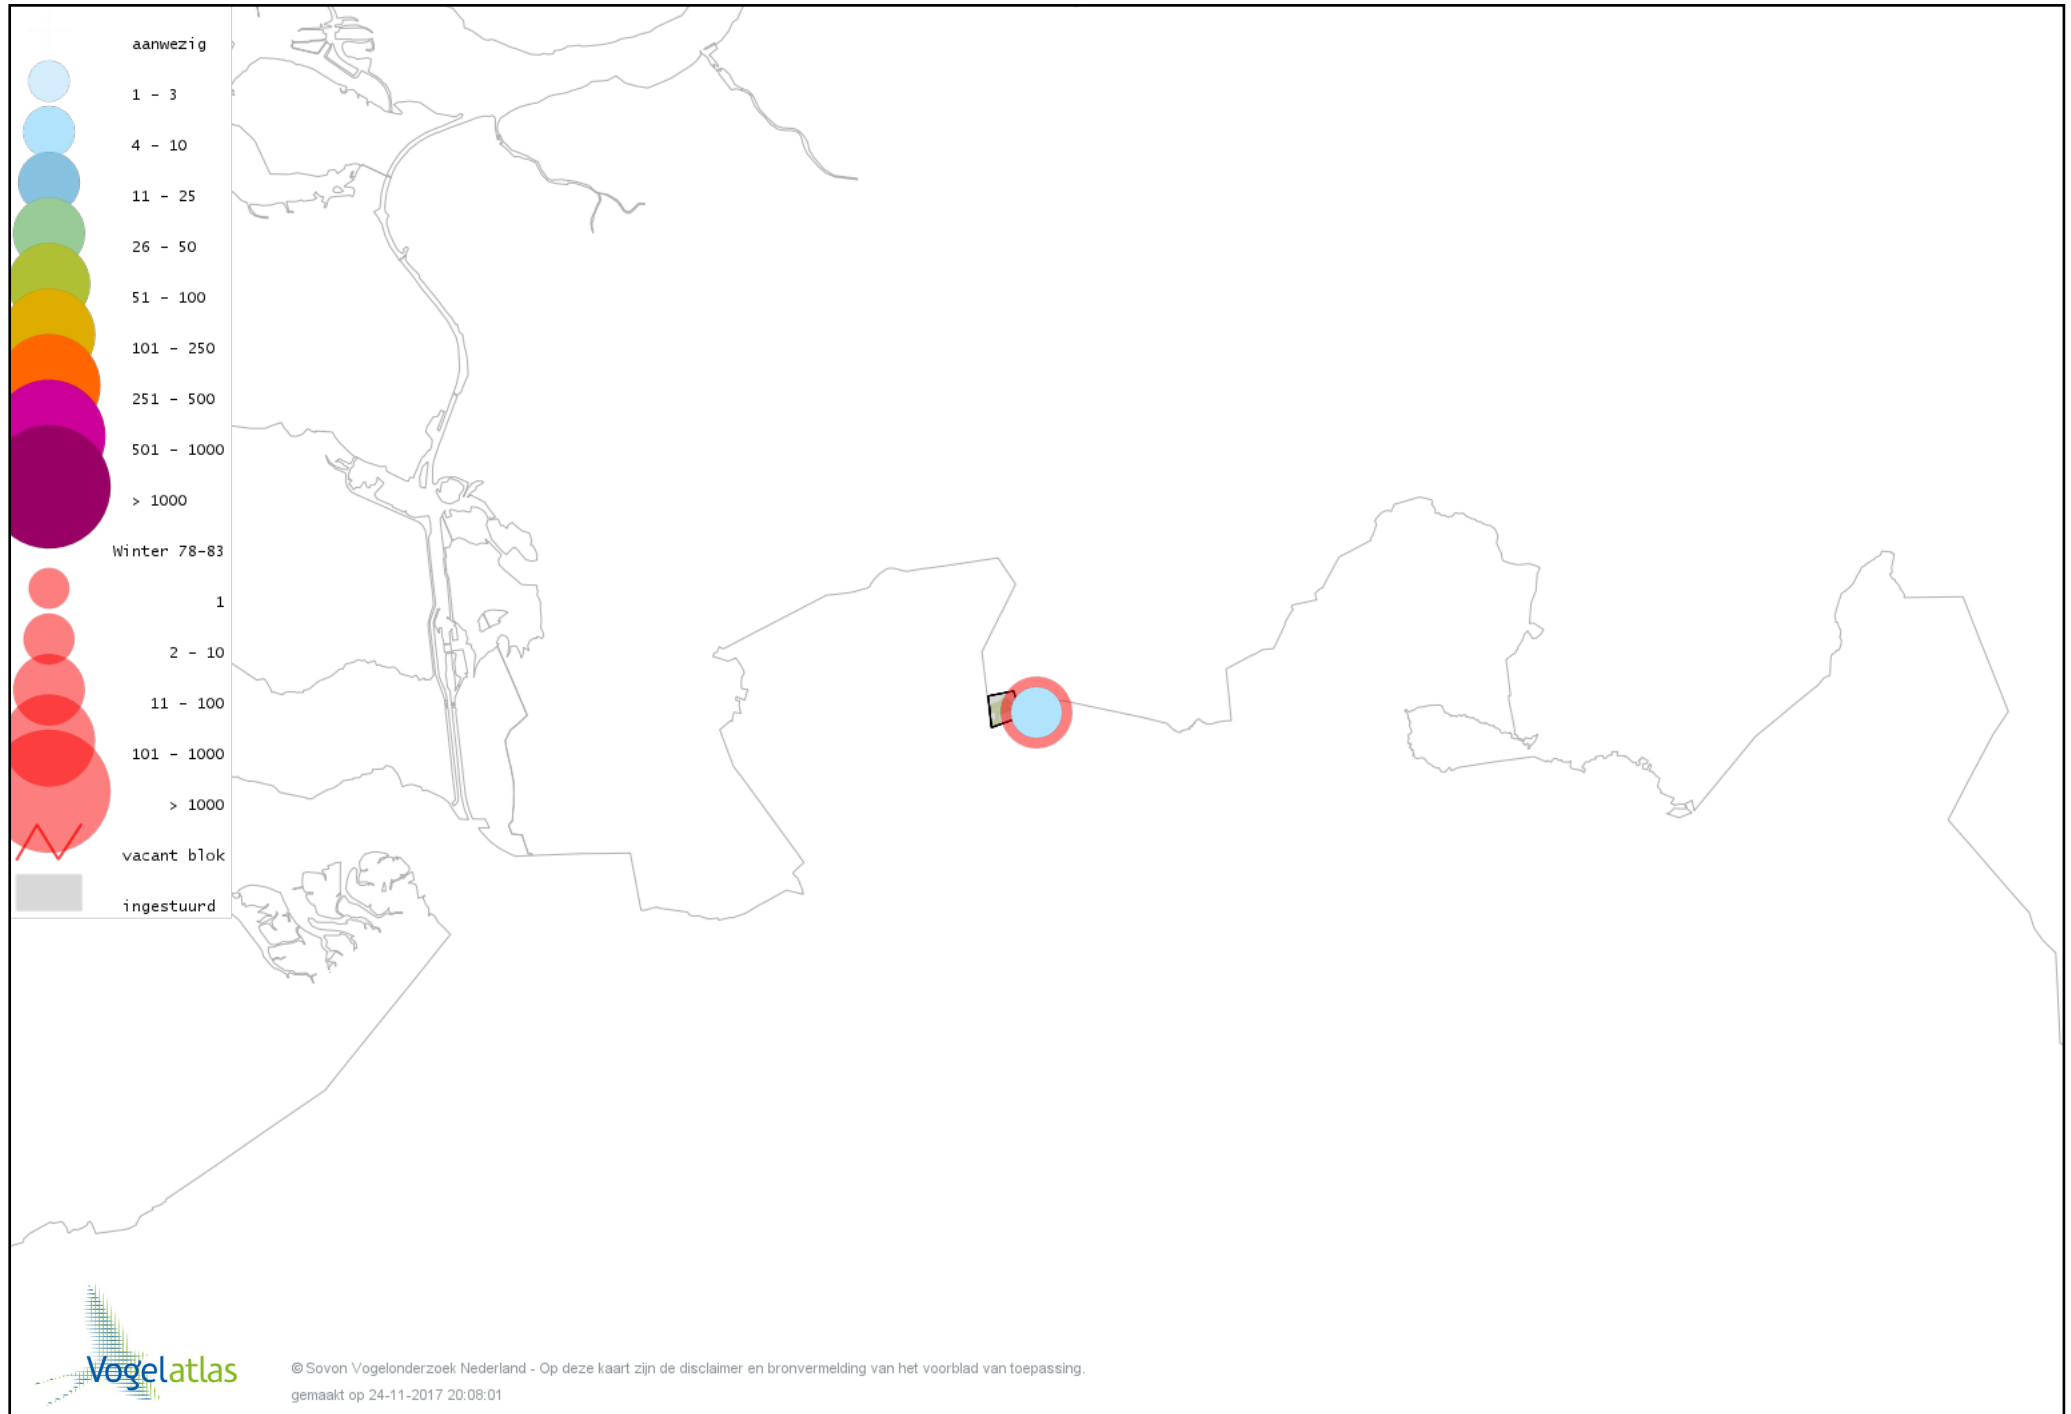 aanwezig
1 - 3
4 - 10
11 - 25
26 - 50
51 - 100
101 - 250
251 - 500
501 - 1000
> 1000
Winter 78-83
1
2 - 10
11 - 100
101 - 1000
> 1000
vacant blok
ingestuurd
Vogelatlas
© Sovon Vogelonderzoek Nederland - Op deze kaart zijn de disclaimer en bronvermelding van het voorblad van toepassing.
gemaakt op 24-11-2017 20:08:01